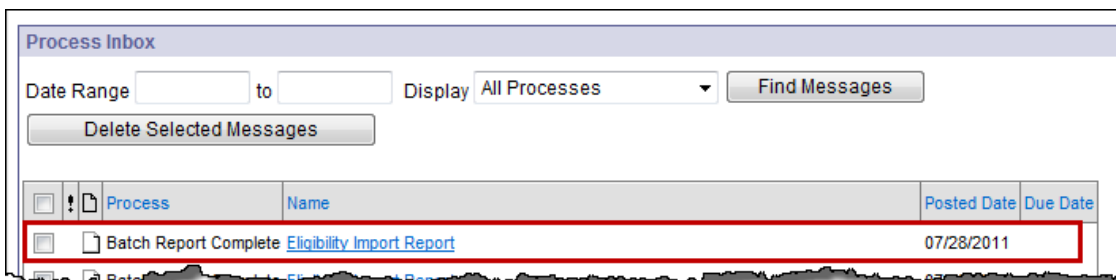 Process Inbox
Date Range to Display All Processes Find Messages
Delete Selected Messages
! Process Name Posted Date Due Date
Batch Report Complete Eligibility Import Report 07/28/2011